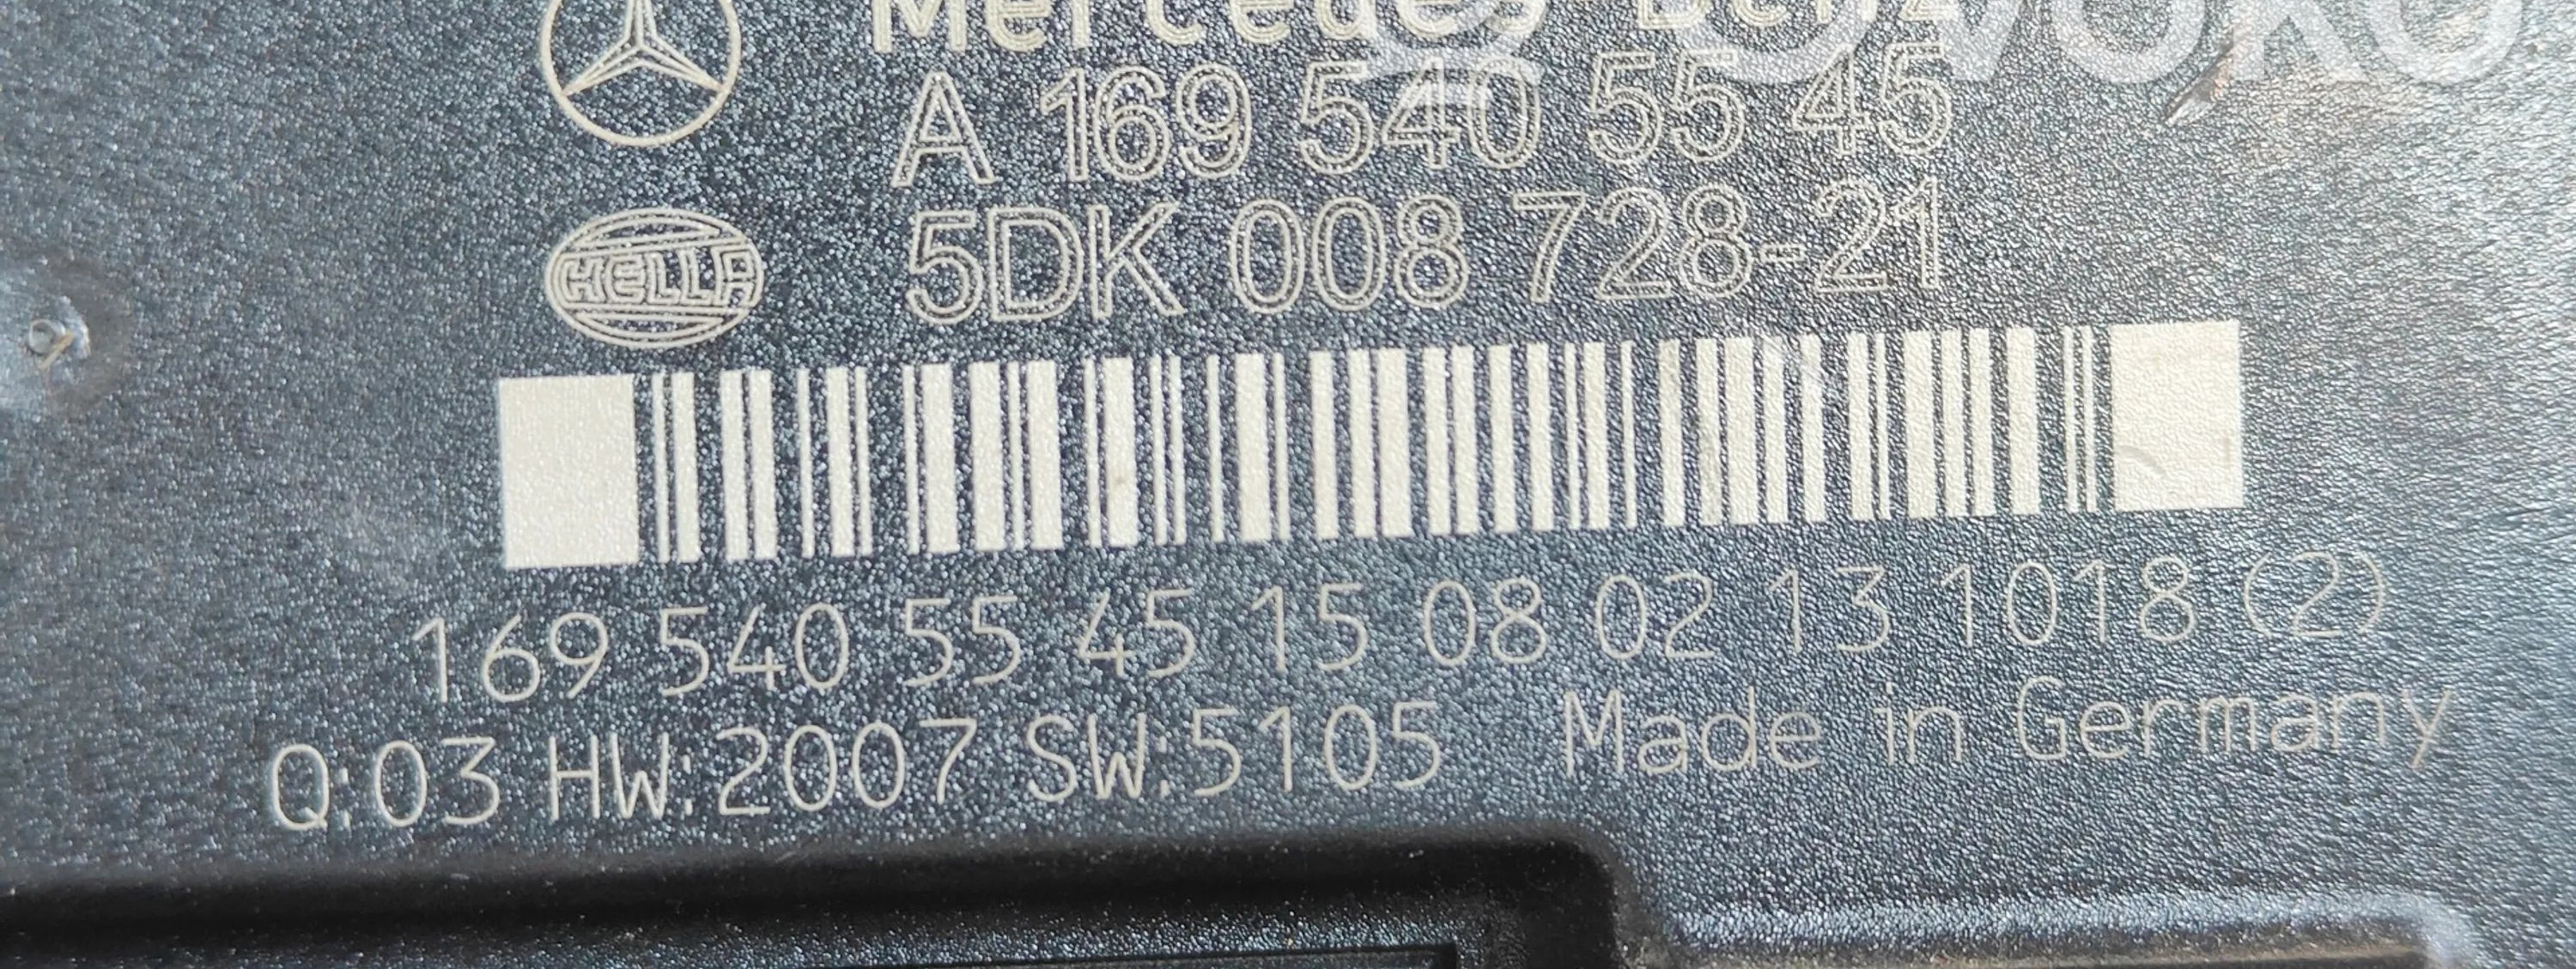 Mercedes-Benz
A 169 540 55 45
HELLA
5DK 008 728-21
169 540 55 45 15 08 02 13 1018 (2)
Q:03 HW:2007 SW:5105 Made in Germany